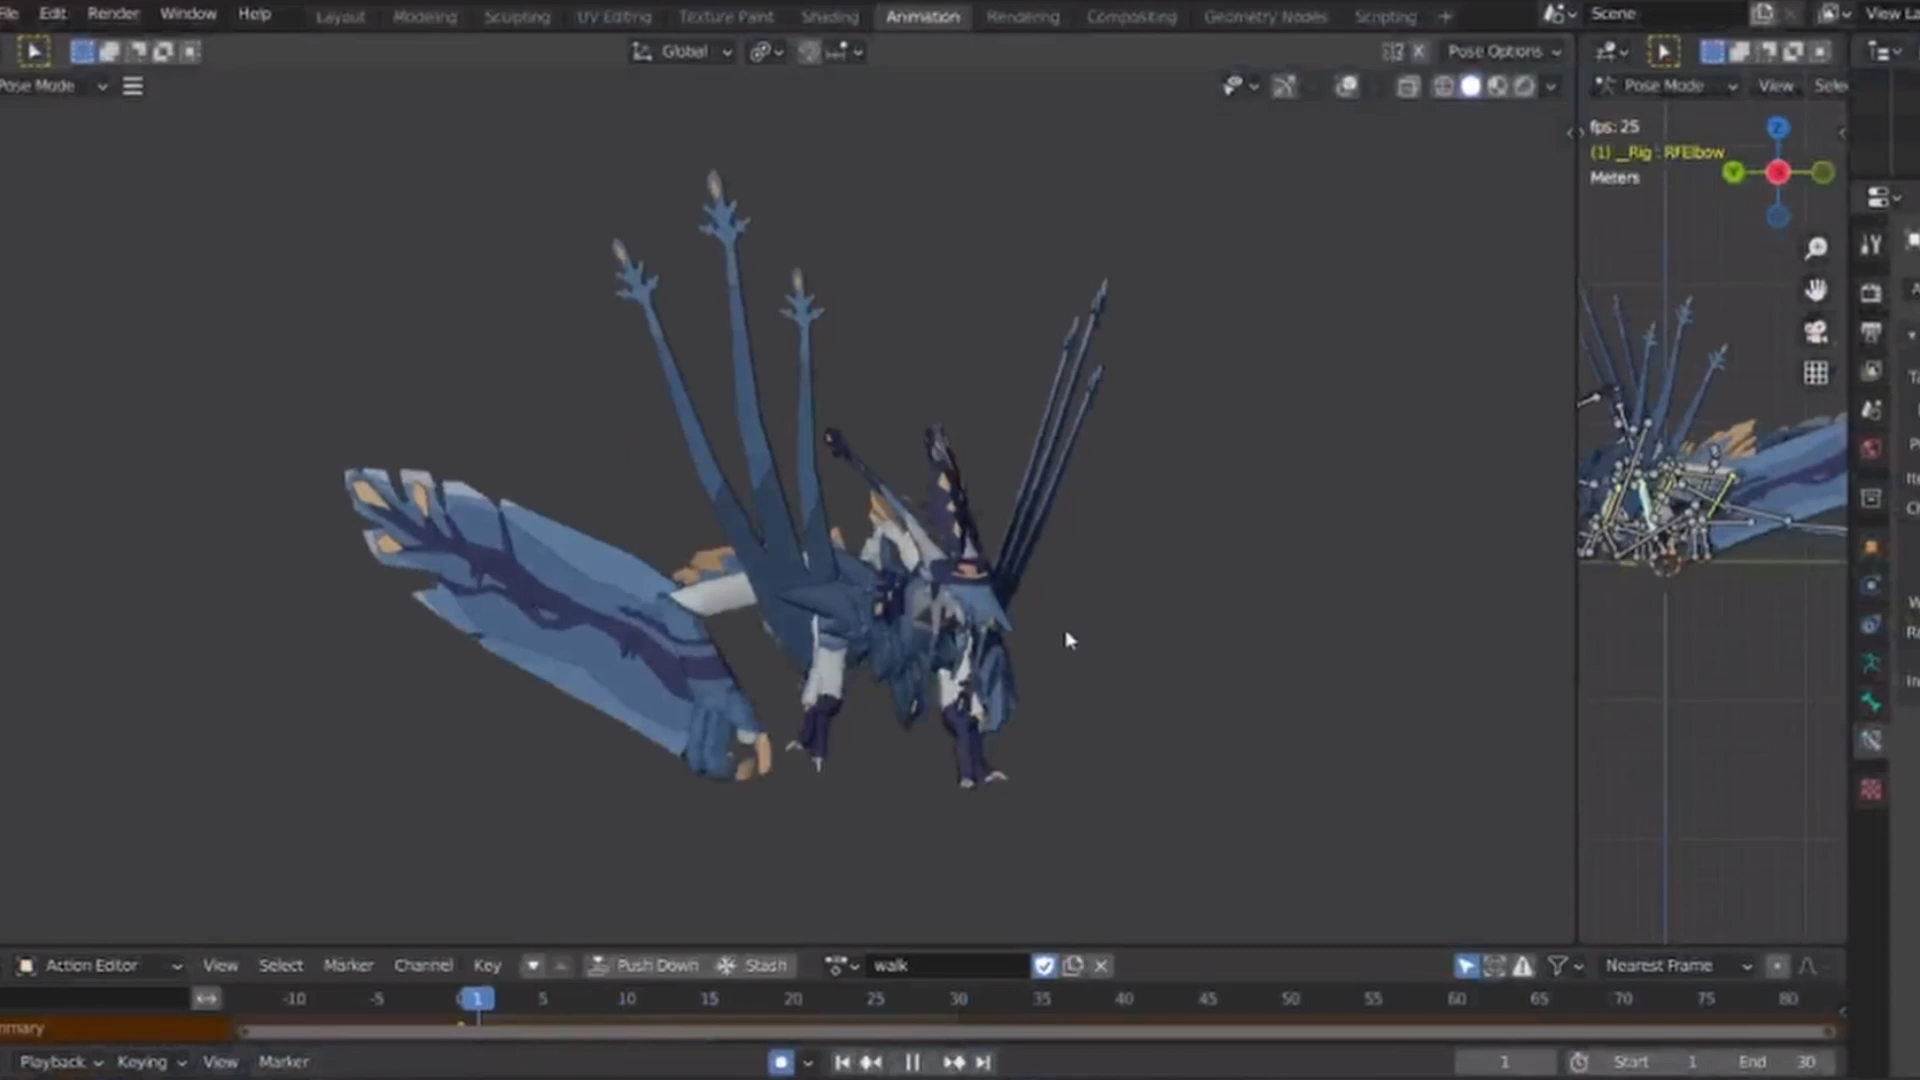 File Edit Render Window Help Layout Modeling Sculpting UV Editing Texture Paint Shading Animation Rendering Compositing Geometry Nodes Scripting + Scene View La
Global Pose Options
Pose Mode Pose Mode View Sele
fps: 25
(1) __Rig : RfElbow
Meters
Action Editor View Select Marker Channel Key Push Down Stash walk Nearest Frame
-10 -5 0 1 5 10 15 20 25 30 35 40 45 50 55 60 65 70 75 80
mmary
Playback Keying View Marker 1 Start 1 End 30